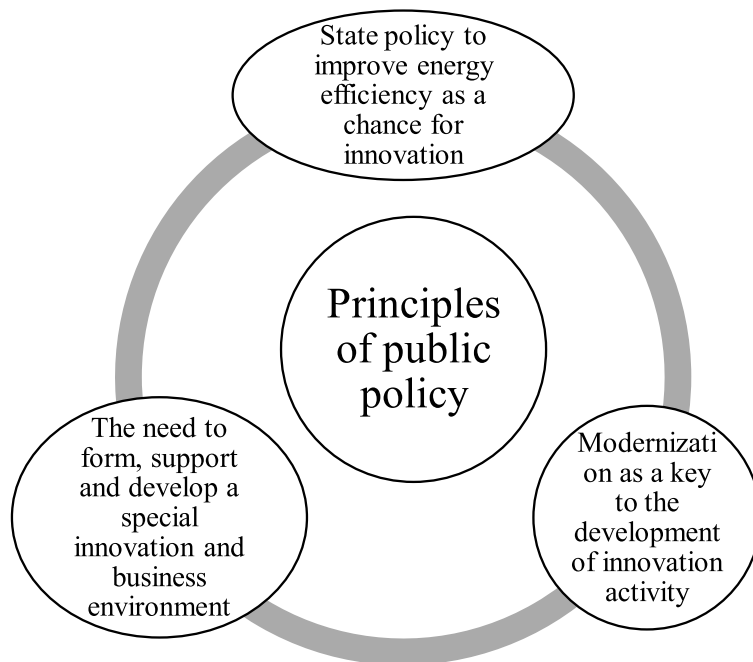 State policy to
improve energy
efficiency as a
chance for
innovation
Principles
of public
policy
The need to
form, support
and develop a
special
innovation and
business
environment
Modernizati
on as a key
to the
development
of innovation
activity